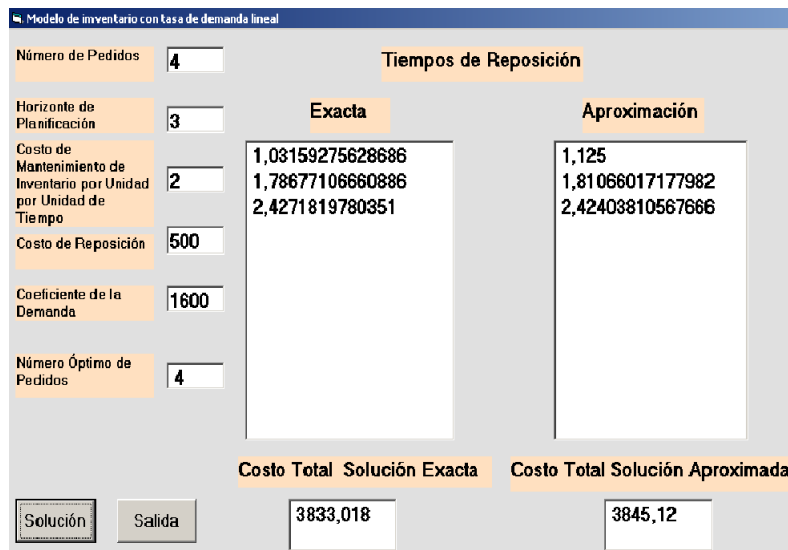 Modelo de imventario con tasa de demanda lineal
Número de Pedidos
4
Tiempos de Reposición
Horizonte de
Planificación
3
Exacta
Aproximación
Costo de
Mantenimiento de
Inventario por Unidad
por Unidad de
Tiempo
2
1,03159275628686
1,78677106660886
2,4271819780351
1,125
1,81066017177982
2,42403810567666
Costo de Reposición
500
Coeficiente de la
Demanda
1600
Número Óptimo de
Pedidos
4
Costo Total Solución Exacta
Costo Total Solución Aproximada
Solución
Salida
3833,018
3845,12